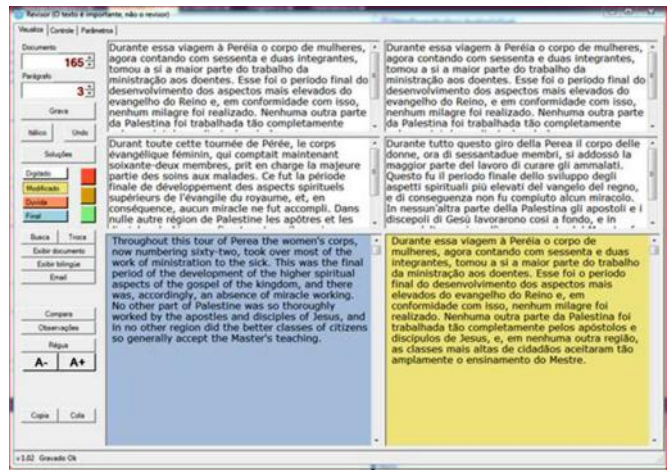 Revisor (O texto é importante, não o revisor)
Visualiza Controle Parâmetros
Documento
165
Parágrafo
3
Grava
Itálico Undo
Soluções
Digitado
Modificado
Duvida
Final
Busca Troca
Exibir documento
Exibir bilingue
Email
Compara
Observações
Régua
A- A+
Copia Cola
Durante essa viagem à Peréia o corpo de mulheres,
agora contando com sessenta e duas integrantes,
tomou a si a maior parte do trabalho da
ministração aos doentes. Esse foi o período final do
desenvolvimento dos aspectos mais elevados do
evangelho do Reino e, em conformidade com isso,
nenhum milagre foi realizado. Nenhuma outra parte
da Palestina foi trabalhada tão completamente
Durante essa viagem à Peréia o corpo de mulheres,
agora contando com sessenta e duas integrantes,
tomou a si a maior parte do trabalho da
ministração aos doentes. Esse foi o período final do
desenvolvimento dos aspectos mais elevados do
evangelho do Reino e, em conformidade com isso,
nenhum milagre foi realizado. Nenhuma outra parte
da Palestina foi trabalhada tão completamente
Durant toute cette tournée de Pérée, le corps
évangélique féminin, qui comptait maintenant
soixante-deux membres, prit en charge la majeure
partie des soins aux malades. Ce fut la période
finale de développement des aspects spirituels
supérieurs de l'évangile du royaume, et, en
conséquence, aucun miracle ne fut accompli. Dans
nulle autre région de Palestine les apôtres et les
Durante tutto questo giro della Perea il corpo delle
donne, ora di sessantadue membri, si addossò la
maggior parte del lavoro di curare gli ammalati.
Questo fu il periodo finale dello sviluppo degli
aspetti spirituali più elevati del vangelo del regno,
e di conseguenza non fu compiuto alcun miracolo.
In nessun'altra parte della Palestina gli apostoli e i
discepoli di Gesù lavorarono così a fondo, e in
Throughout this tour of Perea the women's corps,
now numbering sixty-two, took over most of the
work of ministration to the sick. This was the final
period of the development of the higher spiritual
aspects of the gospel of the kingdom, and there
was, accordingly, an absence of miracle working.
No other part of Palestine was so thoroughly
worked by the apostles and disciples of Jesus, and
in no other region did the better classes of citizens
so generally accept the Master's teaching.
Durante essa viagem à Peréia o corpo de
mulheres, agora contando com sessenta e duas
integrantes, tomou a si a maior parte do trabalho
da ministração aos doentes. Esse foi o período
final do desenvolvimento dos aspectos mais
elevados do evangelho do Reino e, em
conformidade com isso, nenhum milagre foi
realizado. Nenhuma outra parte da Palestina foi
trabalhada tão completamente pelos apóstolos e
discípulos de Jesus, e, em nenhuma outra região,
as classes mais altas de cidadãos aceitaram tão
amplamente o ensinamento do Mestre.
v 1.02 Gravado Ok